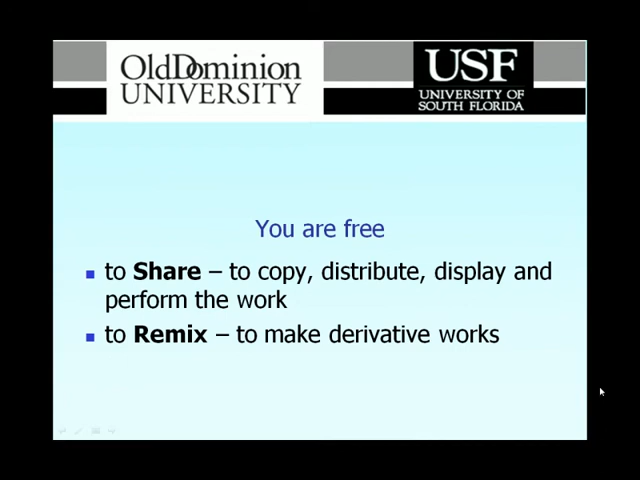 OldDominion
UNIVERSITY
USF
UNIVERSITY OF
SOUTH FLORIDA
You are free
to Share – to copy, distribute, display and
perform the work
to Remix – to make derivative works